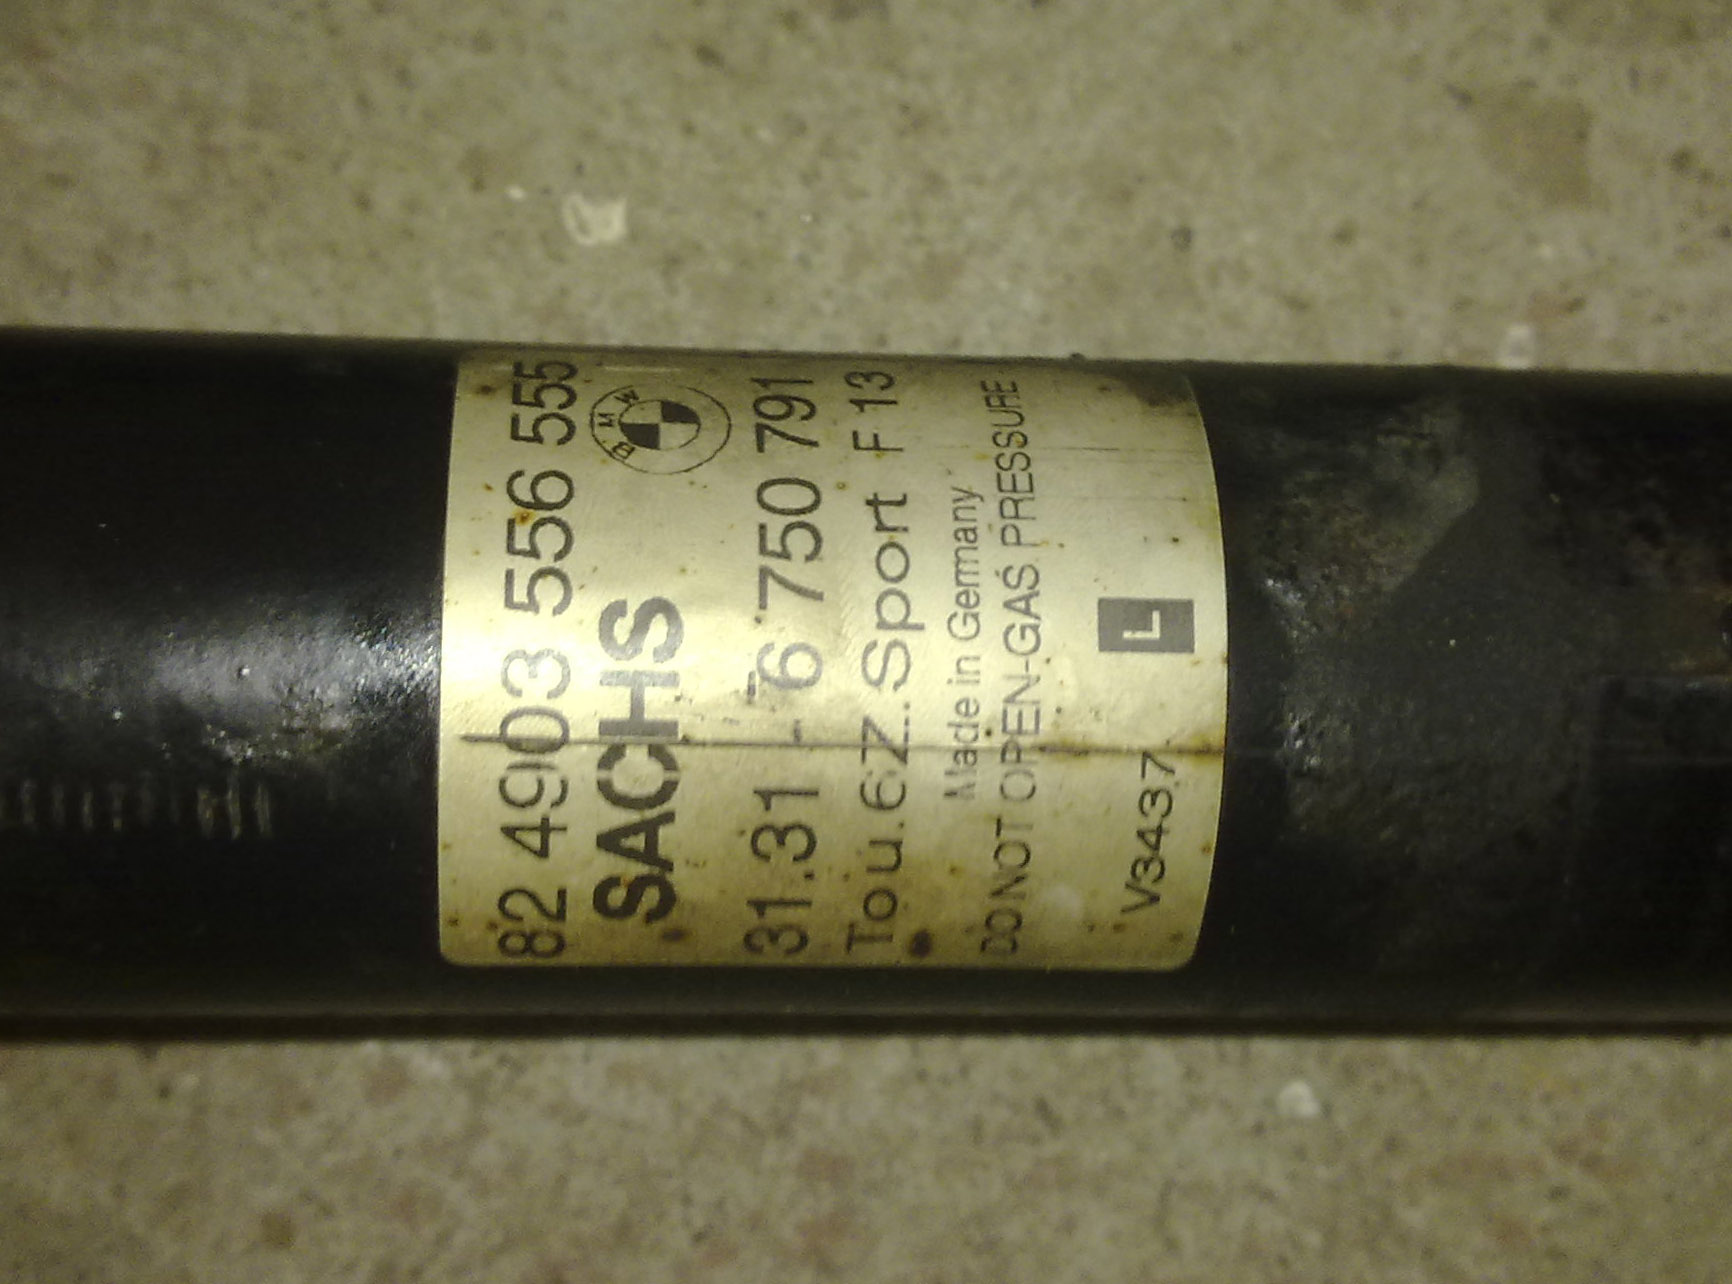 82 4903 556 555
SACHS
BMW
31.31 - 6 750 791
Tou.6Z.Sport F 13
Made in Germany
DO NOT OPEN-GAS PRESSURE
V3437
L